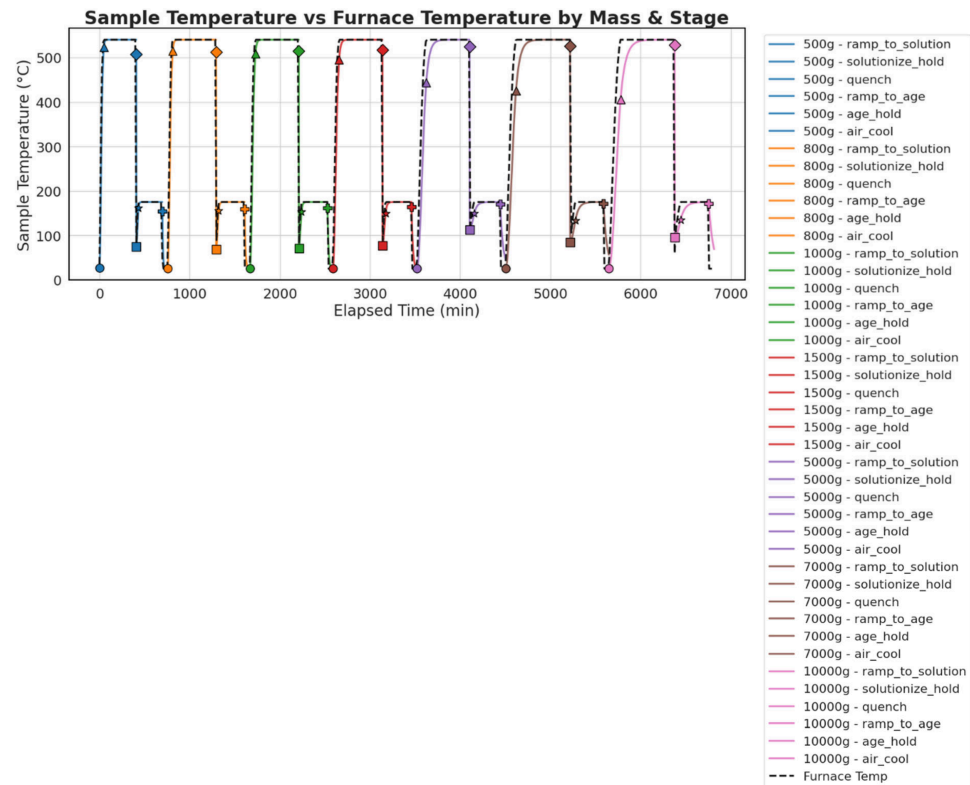 Sample Temperature vs Furnace Temperature by Mass & Stage
Sample Temperature (°C)
500
400
300
200
100
0
0
1000
2000
3000
4000
5000
6000
7000
Elapsed Time (min)
500g - ramp_to_solution
500g - solutionize_hold
500g - quench
500g - ramp_to_age
500g - age_hold
500g - air_cool
800g - ramp_to_solution
800g - solutionize_hold
800g - quench
800g - ramp_to_age
800g - age_hold
800g - air_cool
1000g - ramp_to_solution
1000g - solutionize_hold
1000g - quench
1000g - ramp_to_age
1000g - age_hold
1000g - air_cool
1500g - ramp_to_solution
1500g - solutionize_hold
1500g - quench
1500g - ramp_to_age
1500g - age_hold
1500g - air_cool
5000g - ramp_to_solution
5000g - solutionize_hold
5000g - quench
5000g - ramp_to_age
5000g - age_hold
5000g - air_cool
7000g - ramp_to_solution
7000g - solutionize_hold
7000g - quench
7000g - ramp_to_age
7000g - age_hold
7000g - air_cool
10000g - ramp_to_solution
10000g - solutionize_hold
10000g - quench
10000g - ramp_to_age
10000g - age_hold
10000g - air_cool
Furnace Temp